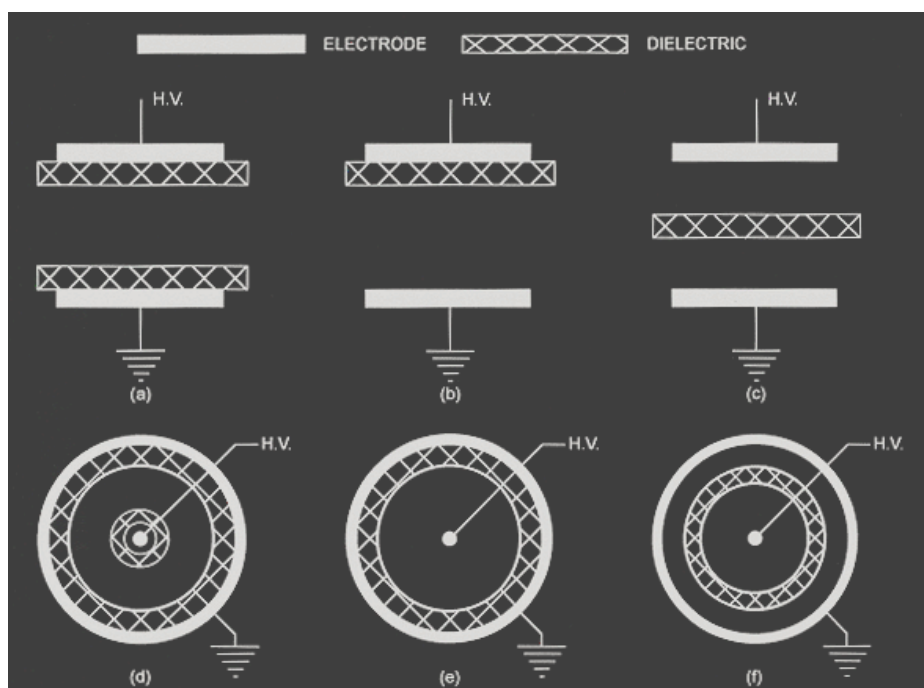 ELECTRODE DIELECTRIC
H.V. H.V. H.V.
(a) (b) (c)
H.V. H.V. H.V.
(d) (e) (f)